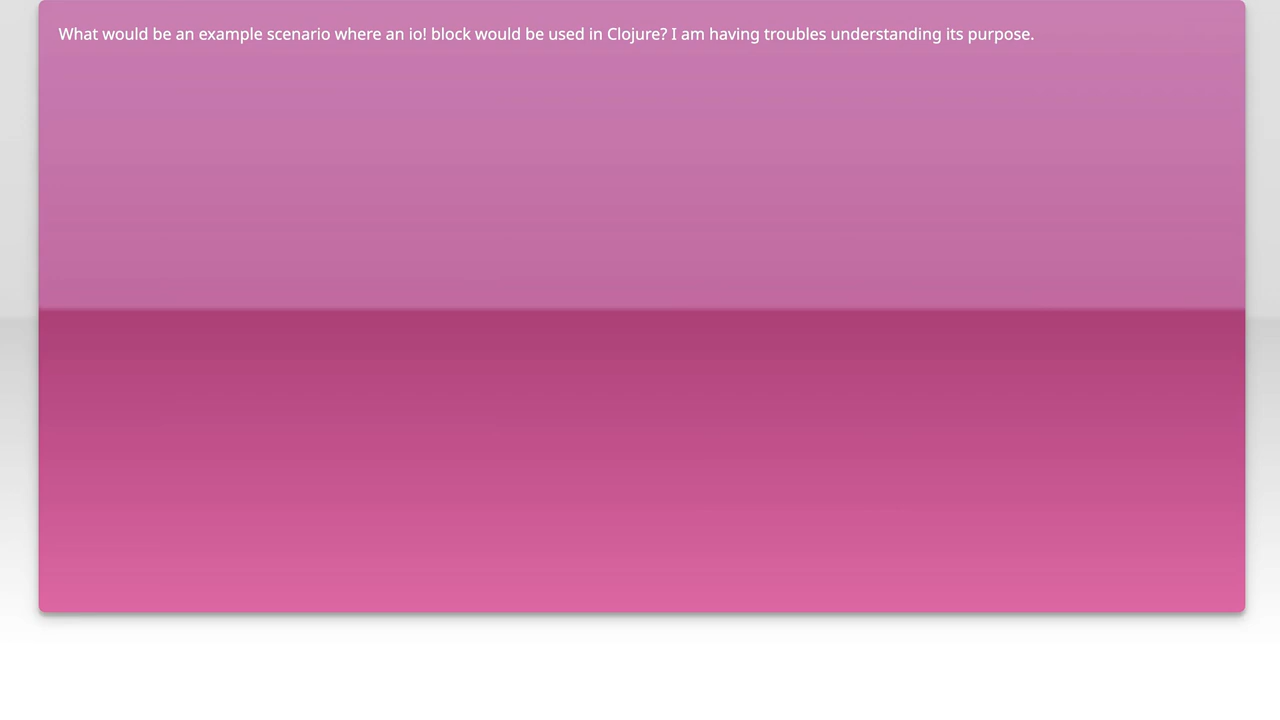 What would be an example scenario where an io! block would be used in Clojure? I am having troubles understanding its purpose.